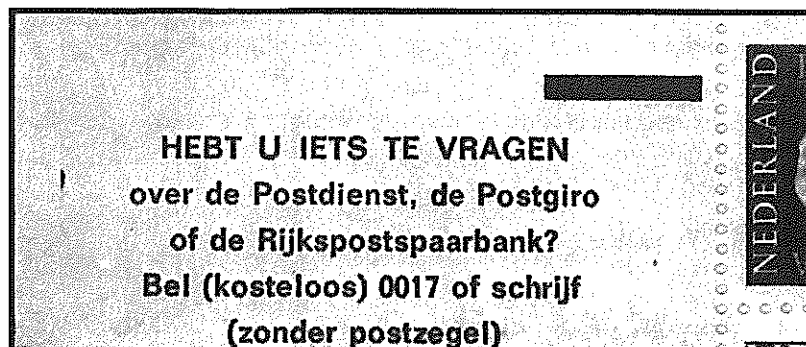 HEBT U IETS TE VRAGEN
over de Postdienst, de Postgiro
of de Rijkspostspaarbank?
Bel (kosteloos) 0017 of schrijf
(zonder postzegel)
NEDERLAND